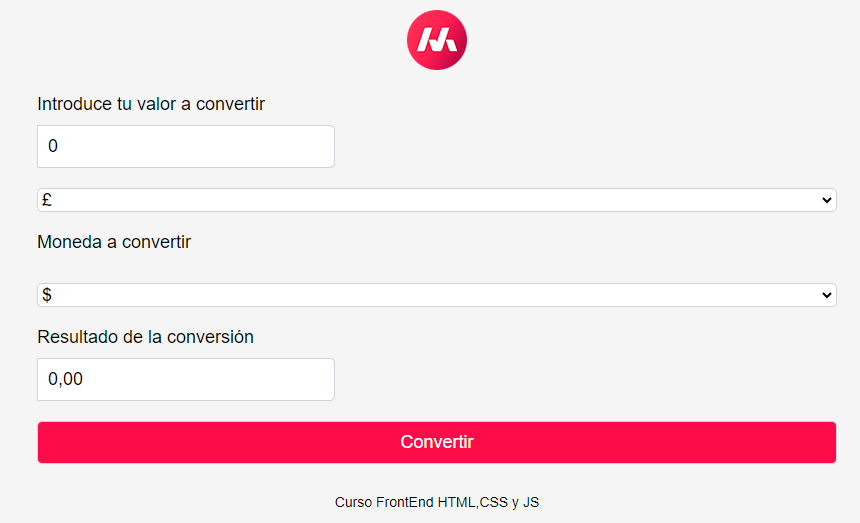 Introduce tu valor a convertir
0
£
Moneda a convertir
$
Resultado de la conversión
0,00
Convertir
Curso FrontEnd HTML,CSS y JS